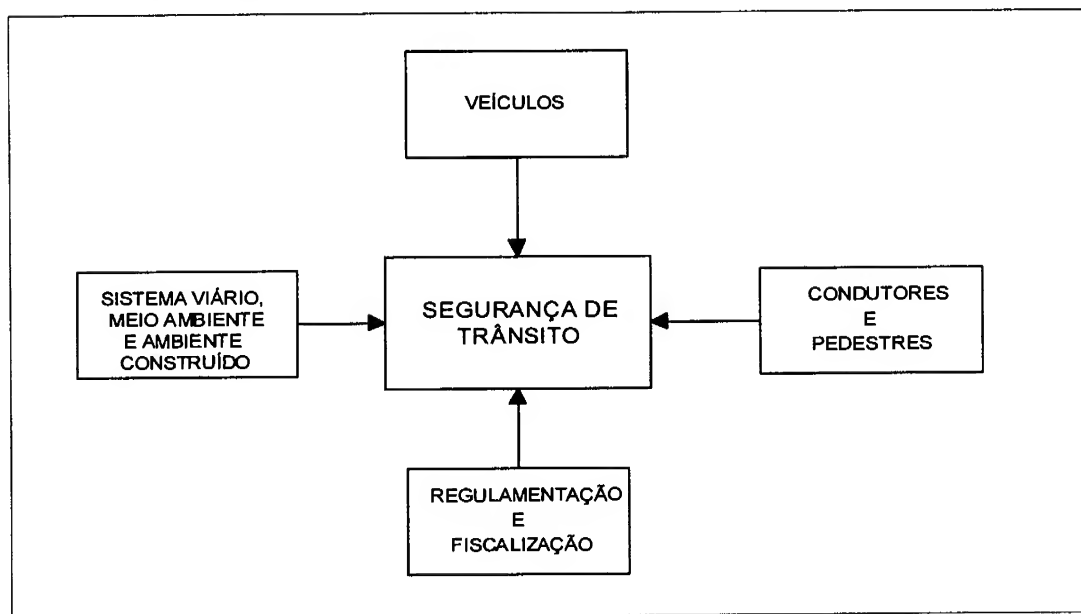 VEÍCULOS
SISTEMA VIÁRIO,
MEIO AMBIENTE
E AMBIENTE
CONSTRUÍDO
SEGURANÇA DE
TRÂNSITO
CONDUTORES
E
PEDESTRES
REGULAMENTAÇÃO
E
FISCALIZAÇÃO